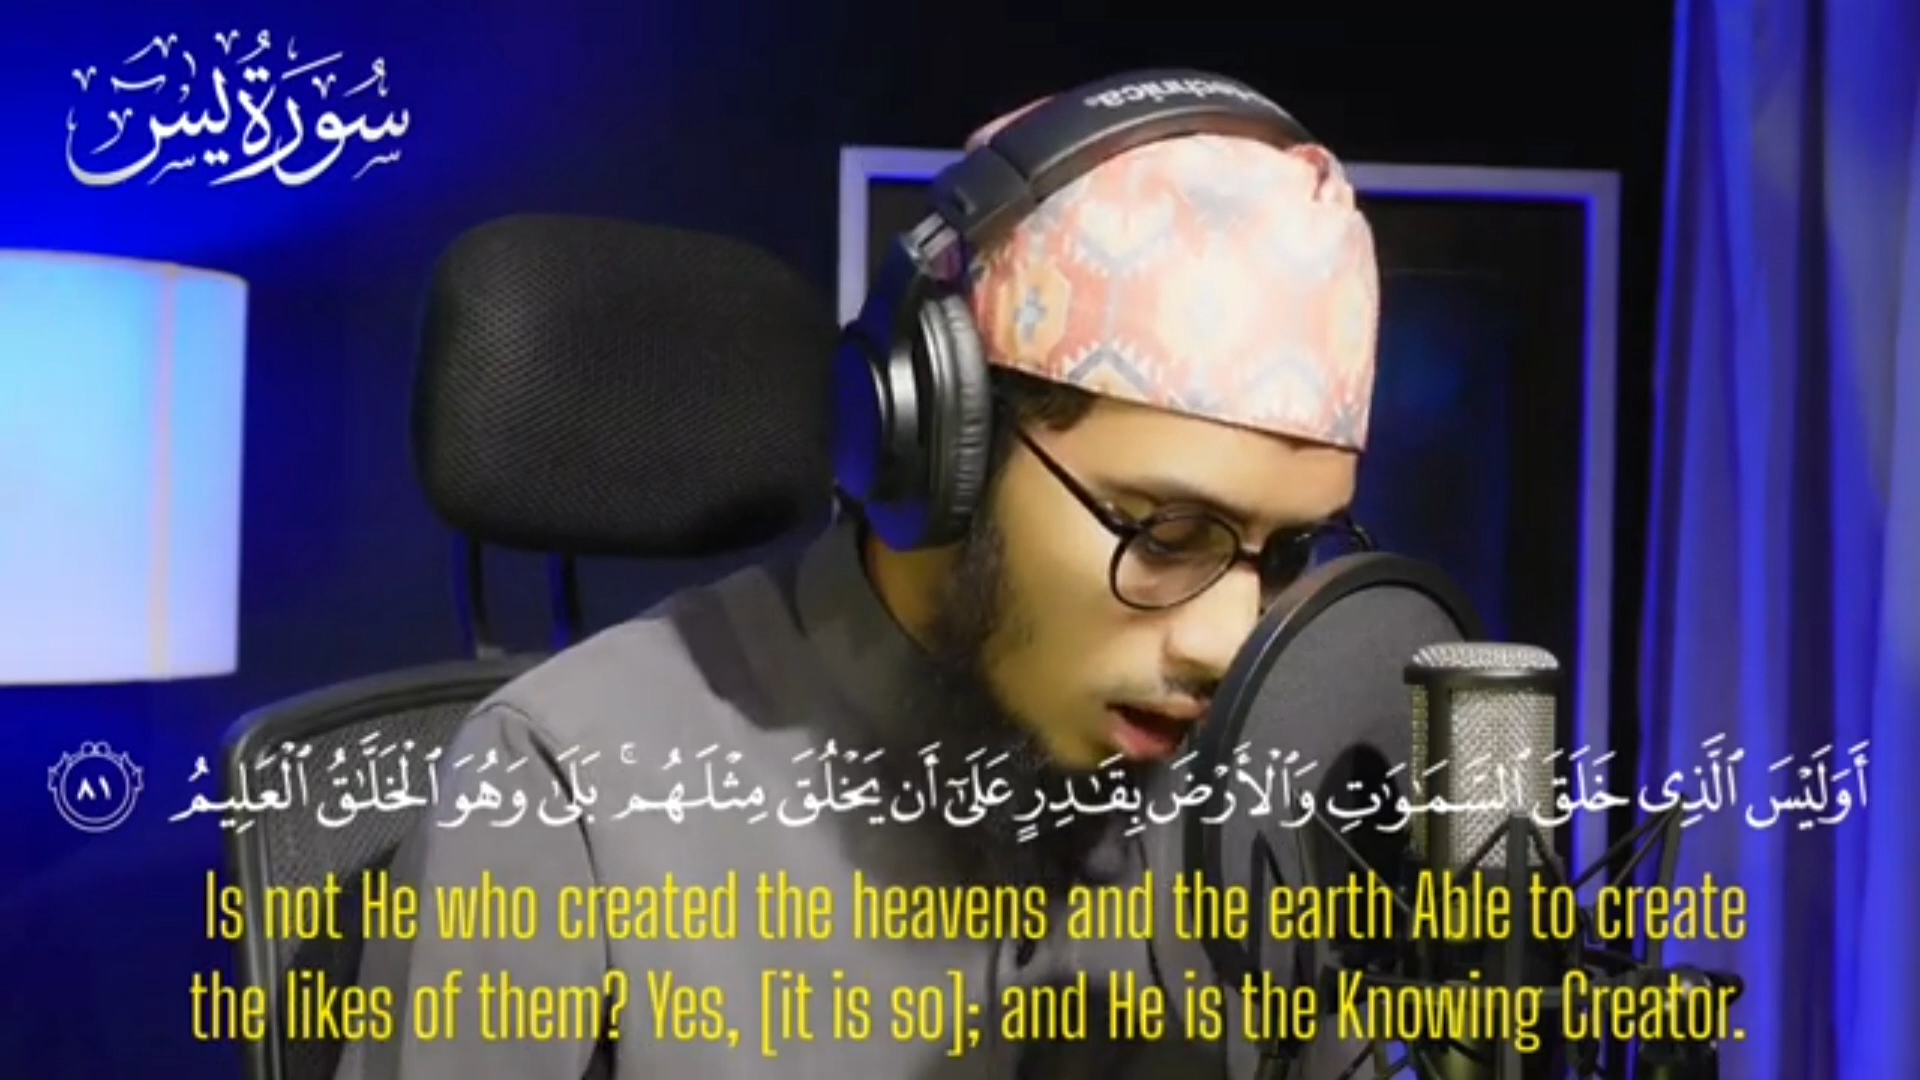 سُورَةُ يسٓ
technica®
أَوَلَيْسَ ٱلَّذِى خَلَقَ ٱلسَّمَٰوَٰتِ وَٱلْأَرْضَ بِقَٰدِرٍ عَلَىٰٓ أَن يَخْلُقَ مِثْلَهُم ۚ بَلَىٰ وَهُوَ ٱلْخَلَّٰقُ ٱلْعَلِيمُ ٨١
Is not He who created the heavens and the earth Able to create
the likes of them? Yes, [it is so]; and He is the Knowing Creator.